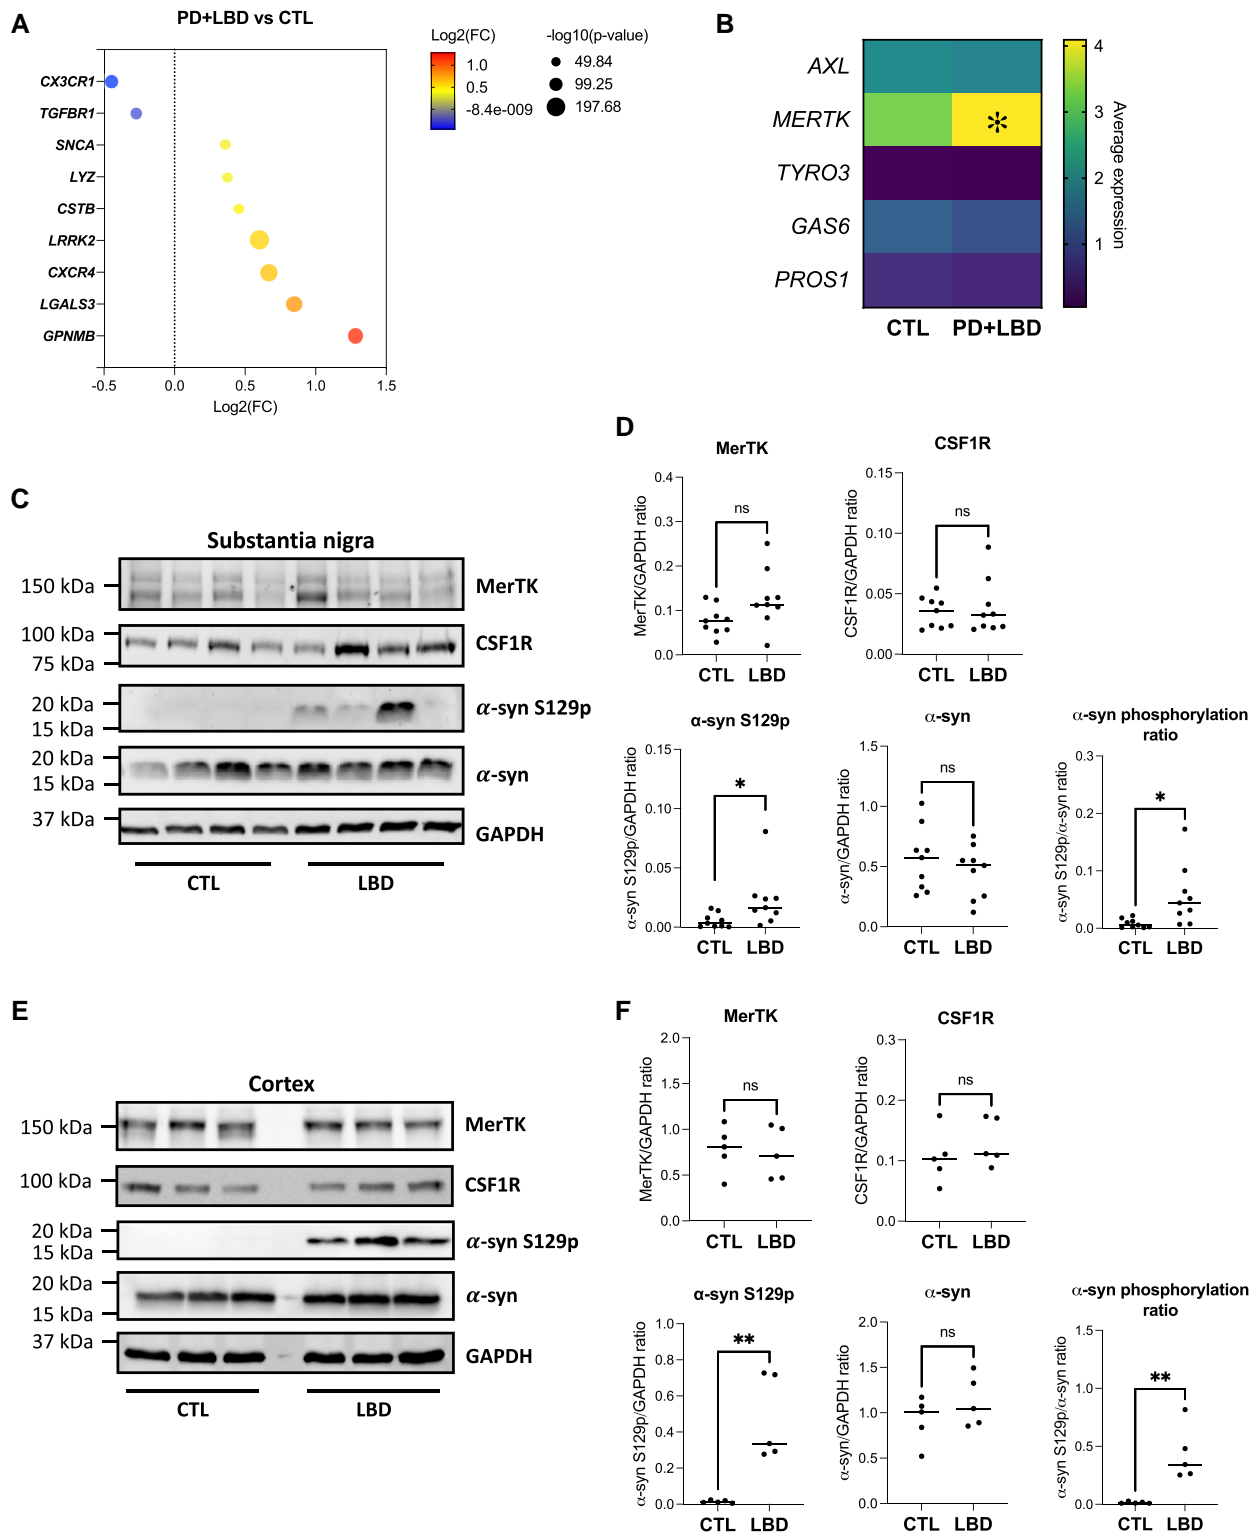 A
PD+LBD vs CTL
CX3CR1
TGFBR1
SNCA
LYZ
CSTB
LRRK2
CXCR4
LGALS3
GPNMB
-0.5 0.0 0.5 1.0 1.5
Log2(FC)
Log2(FC)
1.0
0.5
-8.4e-009
-log10(p-value)
49.84
99.25
197.68
B
AXL
MERTK
TYRO3
GAS6
PROS1
*
CTL PD+LBD
4
3
2
1
Average expression
C
Substantia nigra
150 kDa
MerTK
100 kDa
75 kDa
CSF1R
20 kDa
15 kDa
α-syn S129p
20 kDa
15 kDa
α-syn
37 kDa
GAPDH
CTL LBD
D
MerTK
MerTK/GAPDH ratio
0.4
0.3
0.2
0.1
0.0
ns
CTL LBD
CSF1R
CSF1R/GAPDH ratio
0.15
0.10
0.05
0.00
ns
CTL LBD
α-syn S129p
α-syn S129p/GAPDH ratio
0.15
0.10
0.05
0.00
*
CTL LBD
α-syn
α-syn/GAPDH ratio
1.5
1.0
0.5
0.0
ns
CTL LBD
α-syn phosphorylation
ratio
α-syn S129p/α-syn ratio
0.3
0.2
0.1
0.0
*
CTL LBD
E
Cortex
150 kDa
MerTK
100 kDa
CSF1R
20 kDa
15 kDa
α-syn S129p
20 kDa
15 kDa
α-syn
37 kDa
GAPDH
CTL LBD
F
MerTK
MerTK/GAPDH ratio
2.0
1.5
1.0
0.5
0.0
ns
CTL LBD
CSF1R
CSF1R/GAPDH ratio
0.3
0.2
0.1
0.0
ns
CTL LBD
α-syn S129p
α-syn S129p/GAPDH ratio
1.0
0.8
0.6
0.4
0.2
0.0
**
CTL LBD
α-syn
α-syn/GAPDH ratio
2.0
1.5
1.0
0.5
0.0
ns
CTL LBD
α-syn phosphorylation
ratio
α-syn S129p/α-syn ratio
1.5
1.0
0.5
0.0
**
CTL LBD